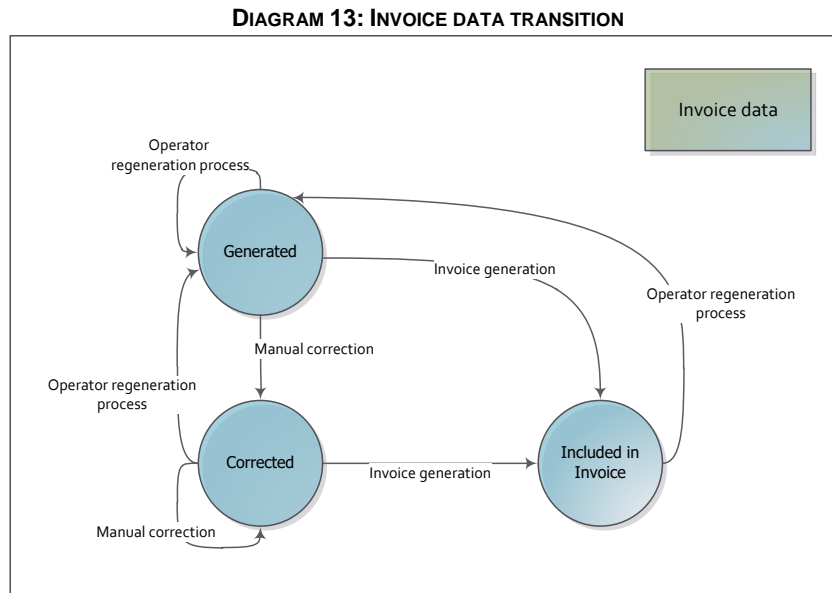 DIAGRAM 13: INVOICE DATA TRANSITION
Invoice data
Operator
regeneration process
Generated
Invoice generation
Operator regeneration
process
Manual correction
Operator regeneration
process
Corrected
Invoice generation
Included in
Invoice
Manual correction